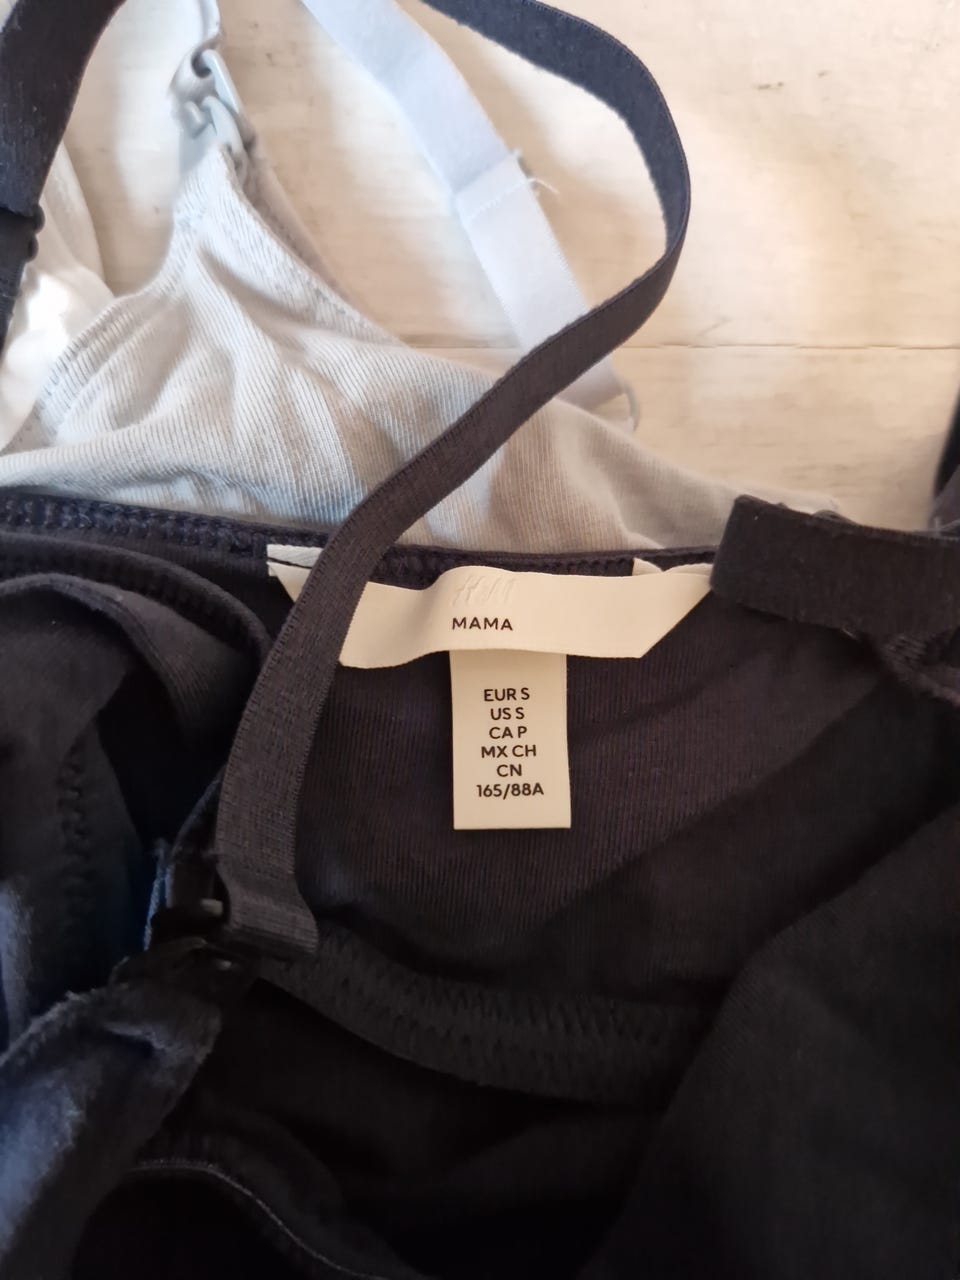 H&M
MAMA
EUR S
US S
CA P
MX CH
CN
165/88A